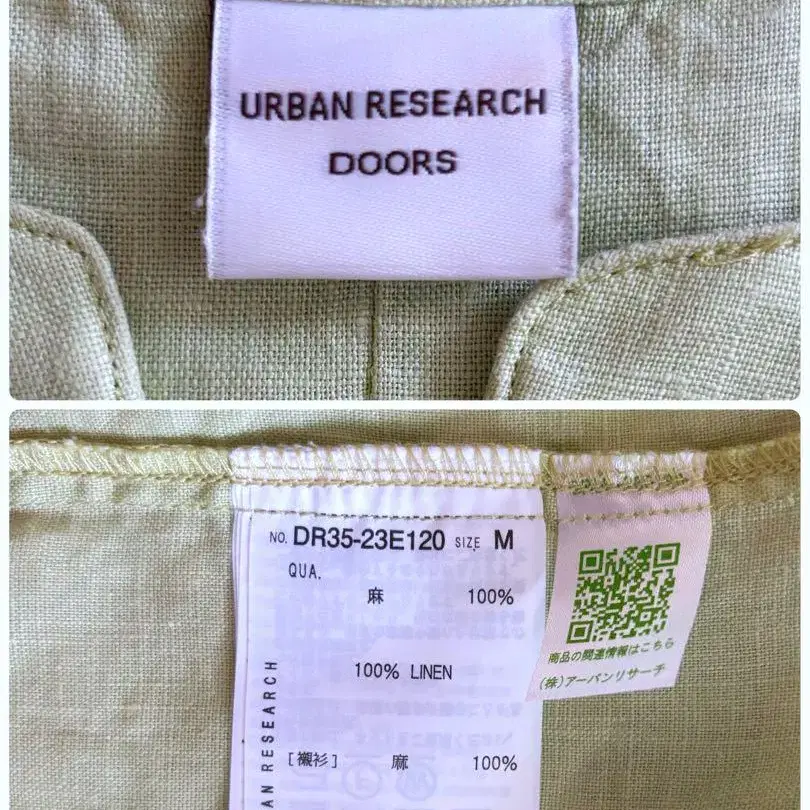 URBAN RESEARCH
DOORS
NO. DR35-23E120 SIZE M
QUA.
麻 100%
100% LINEN
[襯衫] 麻 100%
AN RESEARCH
商品の関連情報はこちら
(株)アーバンリサーチ